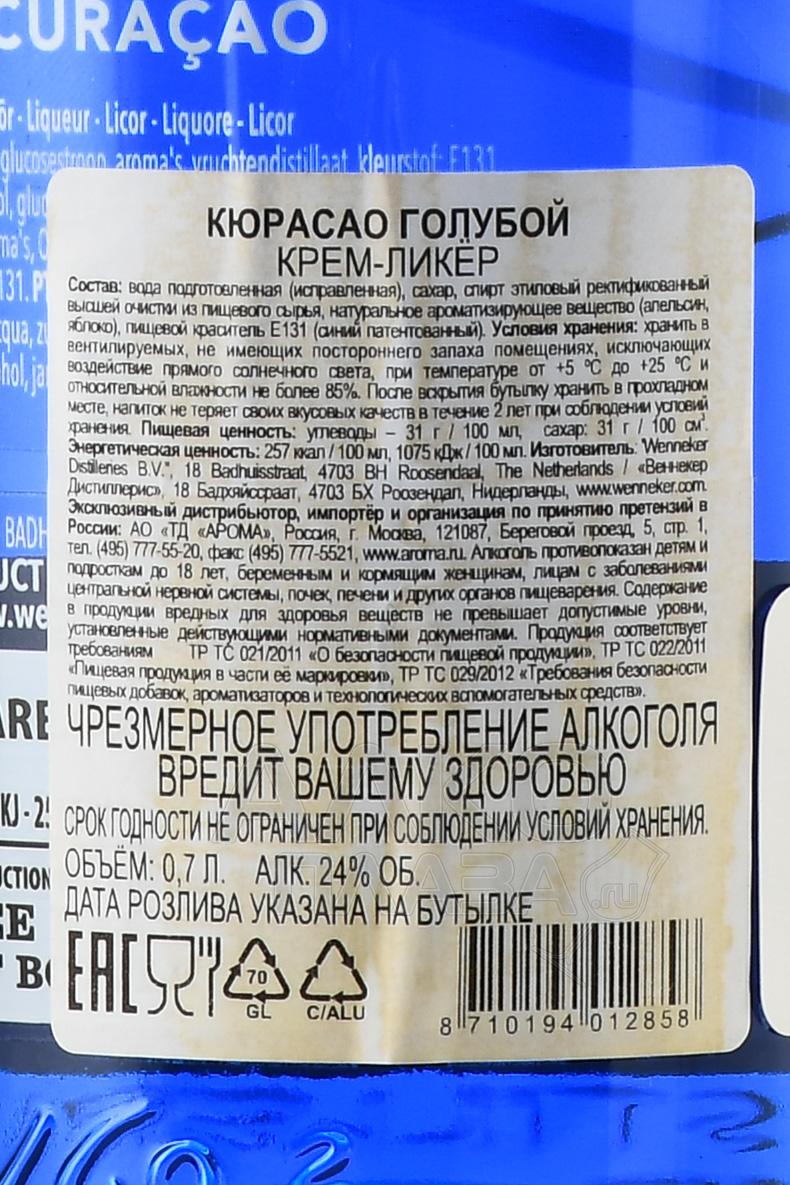 CURAÇAO
ör · Liqueur · Licor · Liquore · Licor
glucosestroop, aroma's, vruchtendistillaat, kleurstof: E131
КЮРАСАО ГОЛУБОЙ
КРЕМ-ЛИКЁР
Состав: вода подготовленная (исправленная), сахар, спирт этиловый ректификованный
высшей очистки из пищевого сырья, натуральное ароматизирующее вещество (апельсин,
яблоко), пищевой краситель Е131 (синий патентованный). Условия хранения: хранить в
вентилируемых, не имеющих постороннего запаха помещениях, исключающих
воздействие прямого солнечного света, при температуре от +5 °С до +25 °С и
относительной влажности не более 85%. После вскрытия бутылку хранить в прохладном
месте, напиток не теряет своих вкусовых качеств в течение 2 лет при соблюдении условий
хранения. Пищевая ценность: углеводы – 31 г / 100 мл, сахар: 31 г / 100 см³.
Энергетическая ценность: 257 ккал / 100 мл, 1075 кДж / 100 мл. Изготовитель: "Wenneker
Distilleries B.V.", 18 Badhuisstraat, 4703 BH Roosendaal, The Netherlands / «Веннекер
Дистиллерис», 18 Бадхяйссраат, 4703 БХ Роозендал, Нидерланды, www.wenneker.com.
Эксклюзивный дистрибьютор, импортёр и организация по принятию претензий в
России: АО «ТД «АРОМА», Россия, г. Москва, 121087, Береговой проезд, 5, стр. 1,
тел. (495) 777-55-20, факс (495) 777-5521, www.aroma.ru. Алкоголь противопоказан детям и
подросткам до 18 лет, беременным и кормящим женщинам, лицам с заболеваниями
центральной нервной системы, почек, печени и других органов пищеварения. Содержание
в продукции вредных для здоровья веществ не превышает допустимые уровни,
установленные действующими нормативными документами. Продукция соответствует
требованиям ТР ТС 021/2011 «О безопасности пищевой продукции», ТР ТС 022/2011
«Пищевая продукция в части её маркировки», ТР ТС 029/2012 «Требования безопасности
пищевых добавок, ароматизаторов и технологических вспомогательных средств».
ЧРЕЗМЕРНОЕ УПОТРЕБЛЕНИЕ АЛКОГОЛЯ
ВРЕДИТ ВАШЕМУ ЗДОРОВЬЮ
СРОК ГОДНОСТИ НЕ ОГРАНИЧЕН ПРИ СОБЛЮДЕНИИ УСЛОВИЙ ХРАНЕНИЯ.
ОБЪЁМ: 0,7 Л. АЛК. 24% ОБ.
ДАТА РОЗЛИВА УКАЗАНА НА БУТЫЛКЕ
EAC 70 GL C/ALU
8 710194 012858